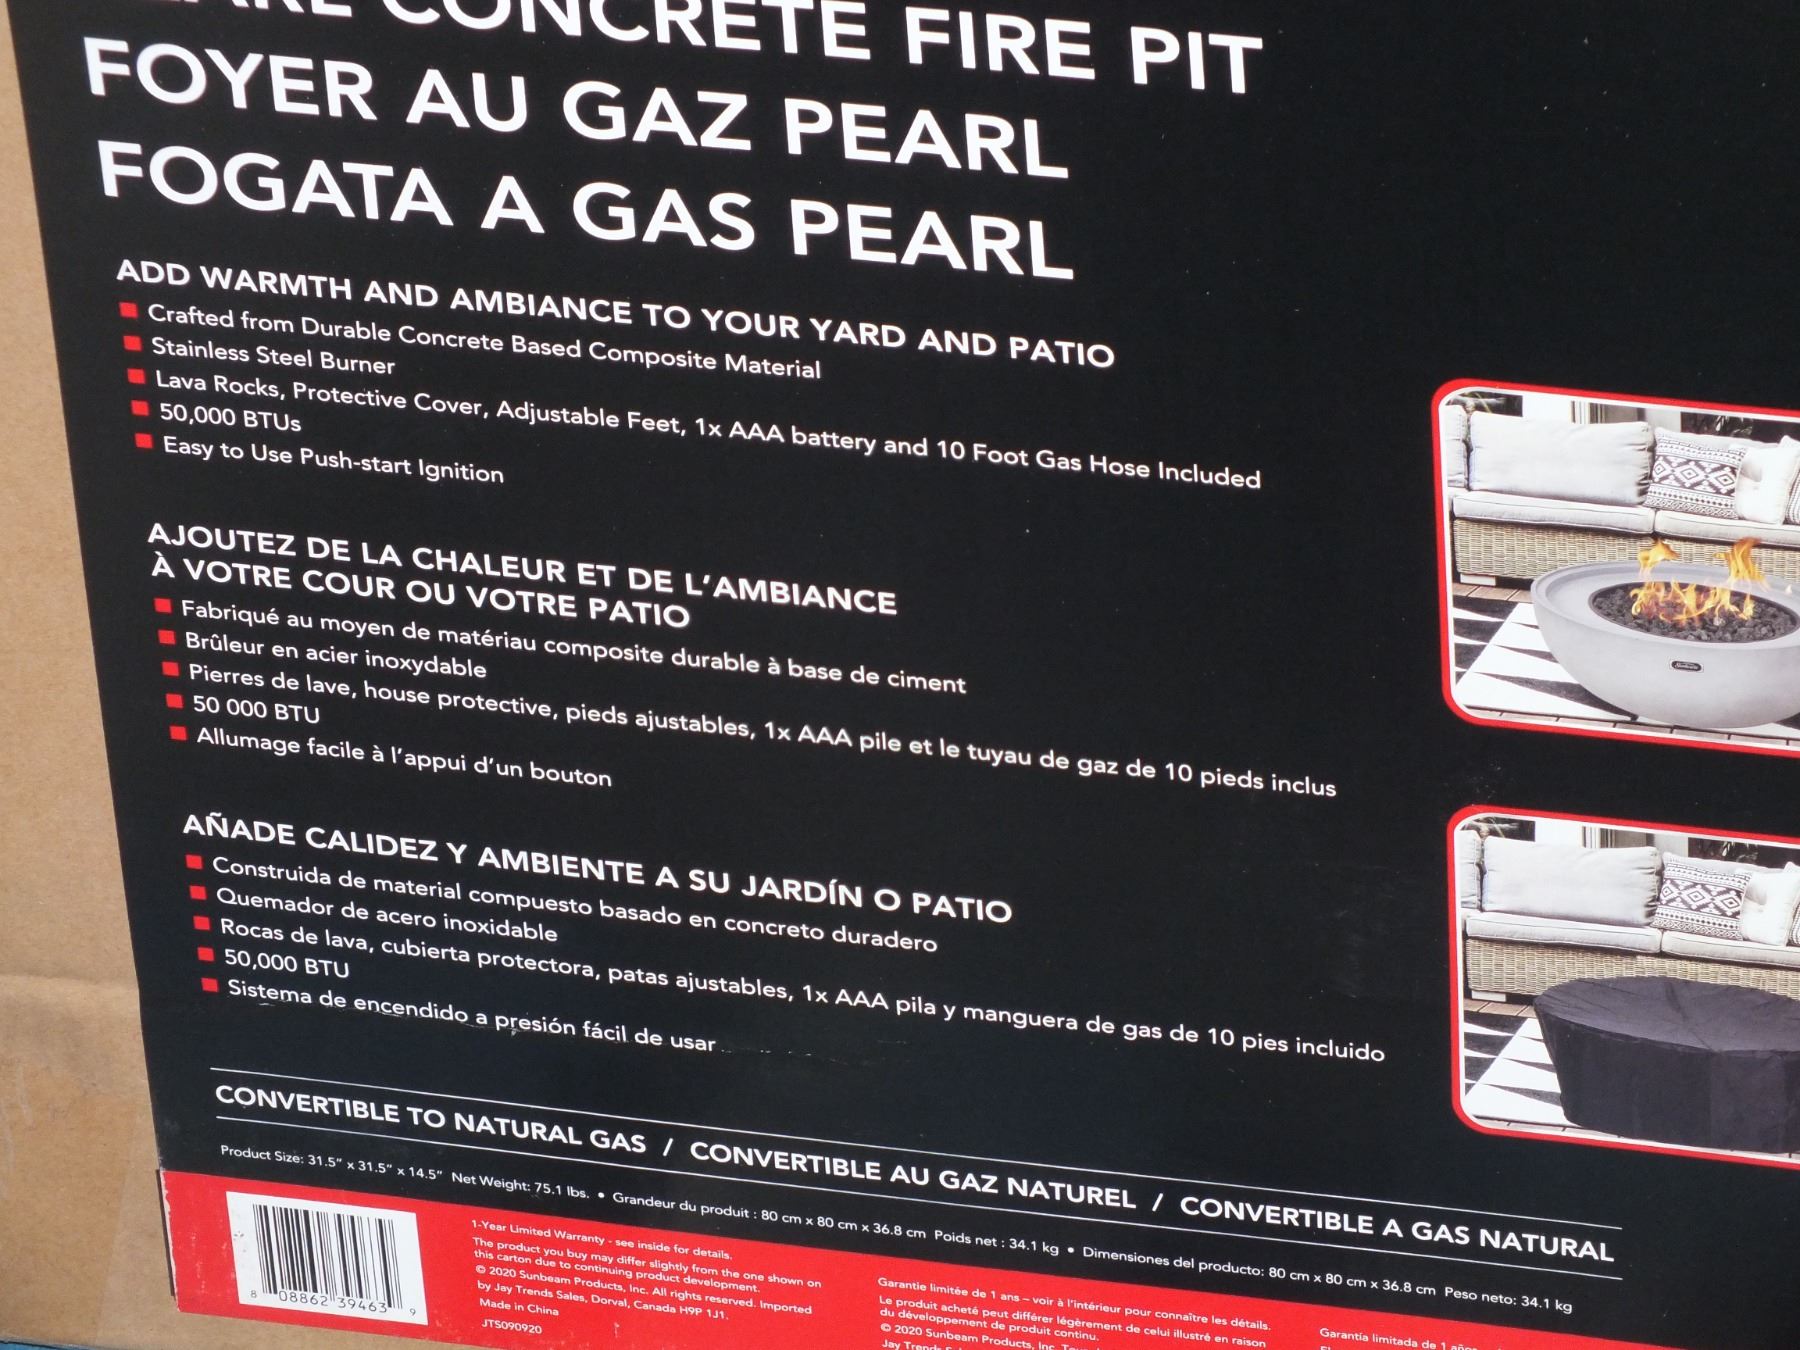 CONCRETE FIRE PIT
FOYER AU GAZ PEARL
FOGATA A GAS PEARL
ADD WARMTH AND AMBIANCE TO YOUR YARD AND PATIO
Crafted from Durable Concrete Based Composite Material
Stainless Steel Burner
Lava Rocks, Protective Cover, Adjustable Feet, 1x AAA battery and 10 Foot Gas Hose Included
50,000 BTUs
Easy to Use Push-start Ignition
AJOUTEZ DE LA CHALEUR ET DE L'AMBIANCE
À VOTRE COUR OU VOTRE PATIO
Fabriqué au moyen de matériau composite durable à base de ciment
Brûleur en acier inoxydable
Pierres de lave, house protective, pieds ajustables, 1x AAA pile et le tuyau de gaz de 10 pieds inclus
50 000 BTU
Allumage facile à l'appui d'un bouton
AÑADE CALIDEZ Y AMBIENTE A SU JARDÍN O PATIO
Construida de material compuesto basado en concreto duradero
Quemador de acero inoxidable
Rocas de lava, cubierta protectora, patas ajustables, 1x AAA pila y manguera de gas de 10 pies incluido
50,000 BTU
Sistema de encendido a presión fácil de usar
CONVERTIBLE TO NATURAL GAS / CONVERTIBLE AU GAZ NATUREL / CONVERTIBLE A GAS NATURAL
Product Size: 31.5" x 31.5" x 14.5" Net Weight: 75.1 lbs. • Grandeur du produit : 80 cm x 80 cm x 36.8 cm Poids net : 34.1 kg • Dimensiones del producto: 80 cm x 80 cm x 36.8 cm Peso neto: 34.1 kg
8 08862 39463 9
1-Year Limited Warranty - see inside for details.
The product you buy may differ slightly from the one shown on
this carton due to continuing product development.
© 2020 Sunbeam Products, Inc. All rights reserved. Imported
by Jay Trends Sales, Dorval, Canada H9P 1J1.
Made in China
JTS090920
Garantie limitée de 1 ans – voir à l'intérieur pour connaître les détails.
Le produit acheté peut différer légèrement de celui illustré en raison
du développement de produit continu.
© 2020 Sunbeam Products, Inc.
Jay Trends
Garantía limitada de 1 años